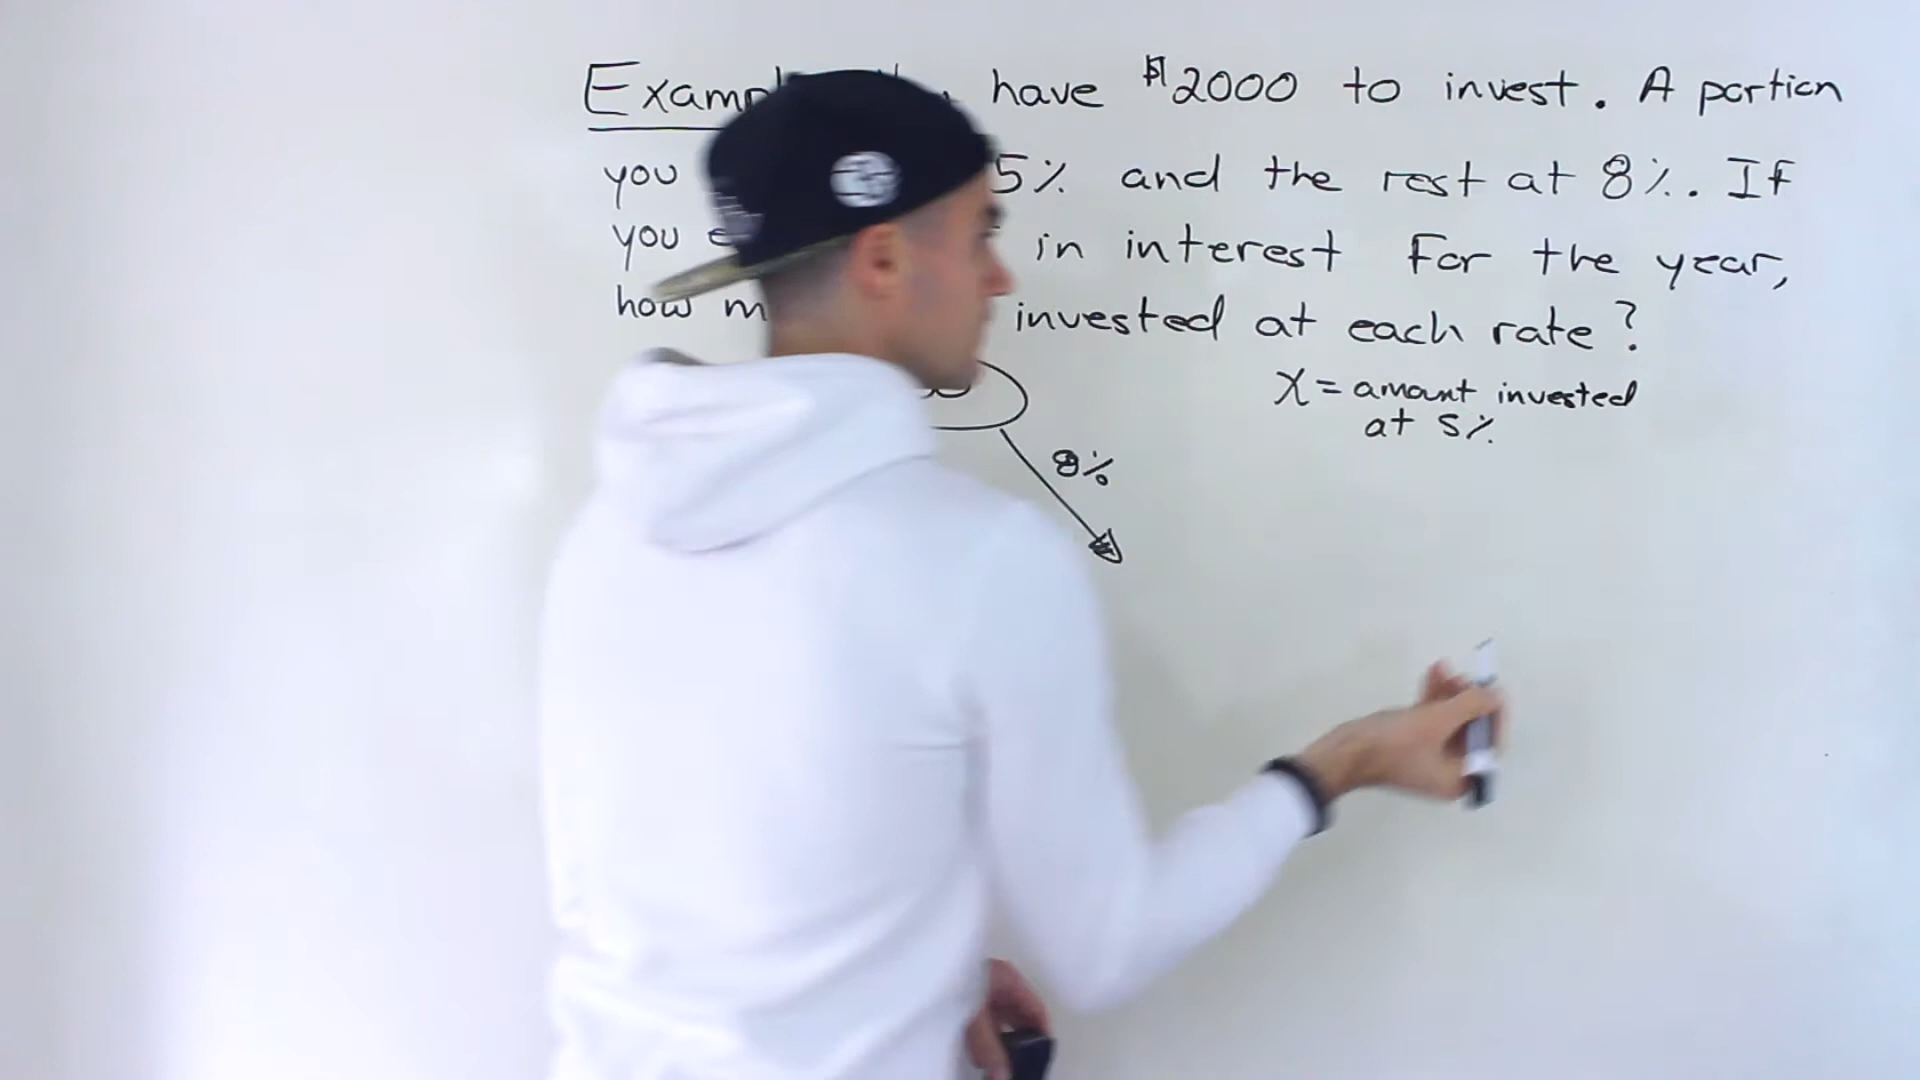 have $2000 to invest. A portion
you 5% and the rest at 8%. If
you in interest for the year,
how invested at each rate?
X = amount invested
at 5%
8%